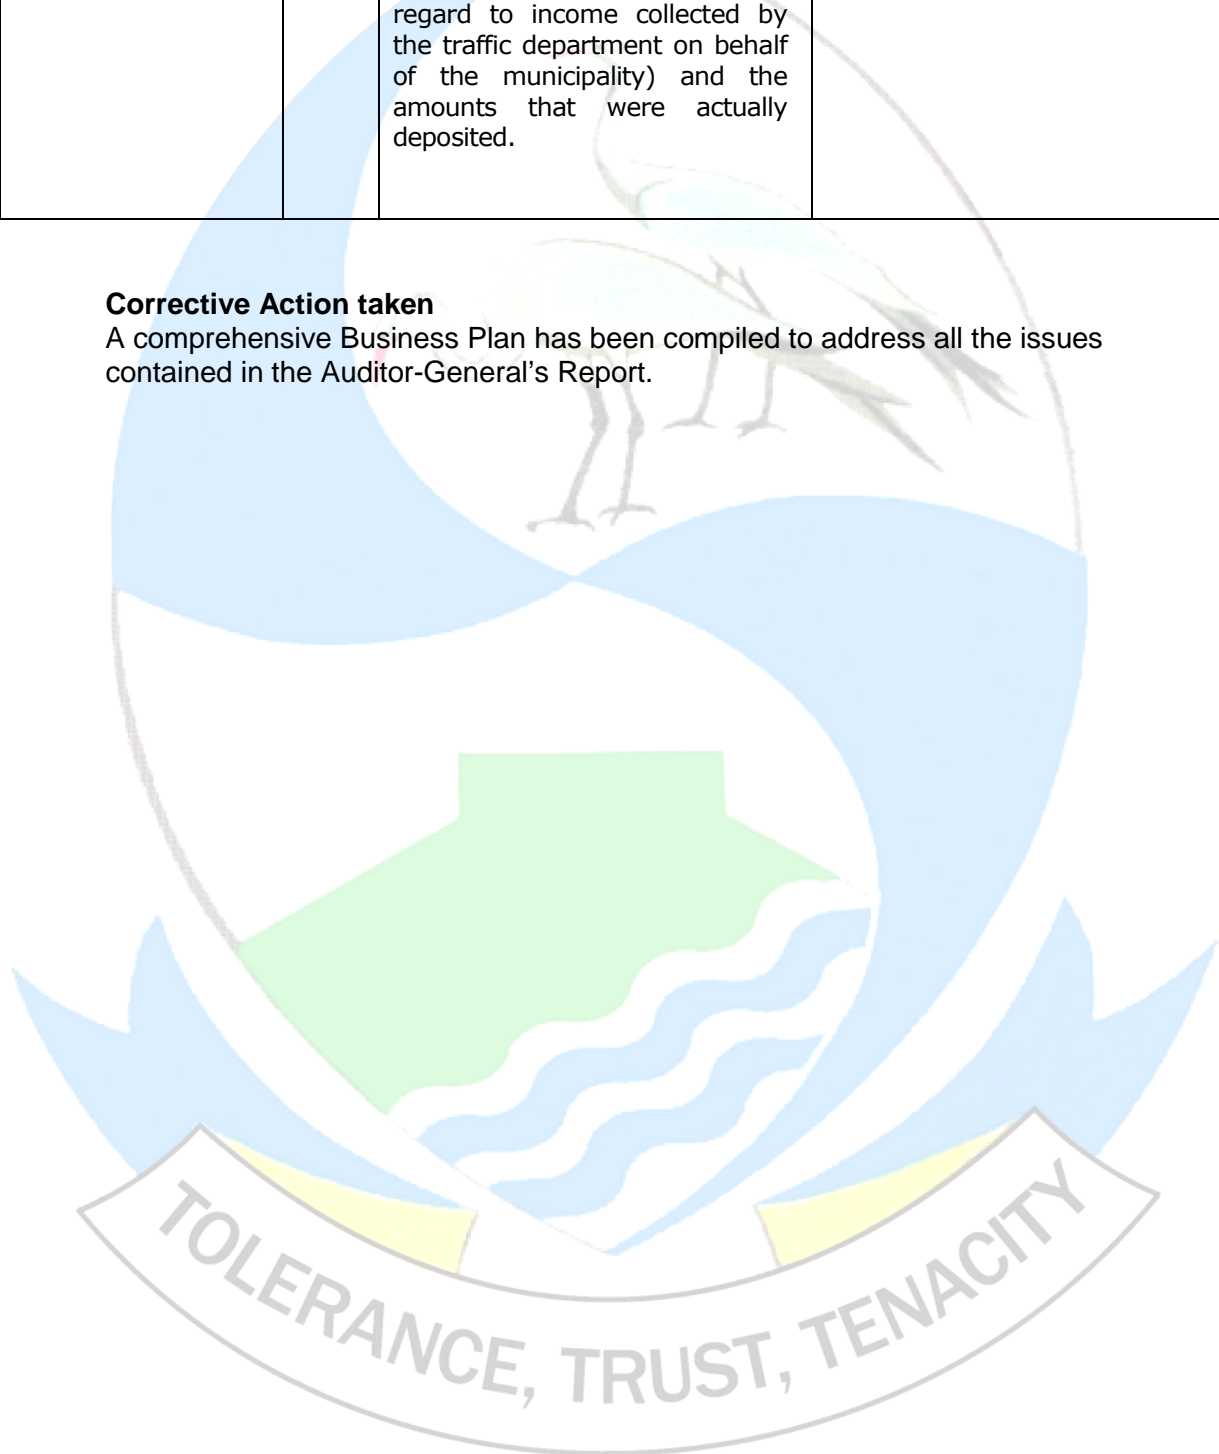 regard to income collected by
the traffic department on behalf
of the municipality) and the
amounts that were actually
deposited.
Corrective Action taken
A comprehensive Business Plan has been compiled to address all the issues
contained in the Auditor-General’s Report.
TOLERANCE, TRUST, TENACITY